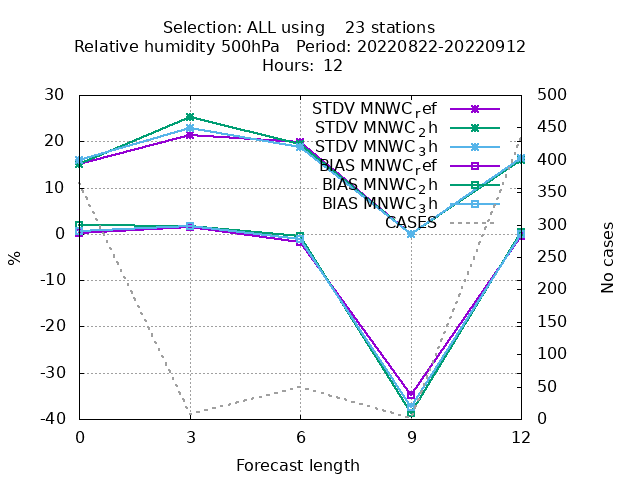 Selection: ALL using    23 stations
Relative humidity 500hPa   Period: 20220822-20220912
Hours: 12
STDV MNWC_ref
STDV MNWC_2h
STDV MNWC_3h
BIAS MNWC_ref
BIAS MNWC_2h
BIAS MNWC_3h
CASES
30
20
10
0
-10
-20
-30
-40
%
500
450
400
350
300
250
200
150
100
50
0
No cases
0 3 6 9 12
Forecast length